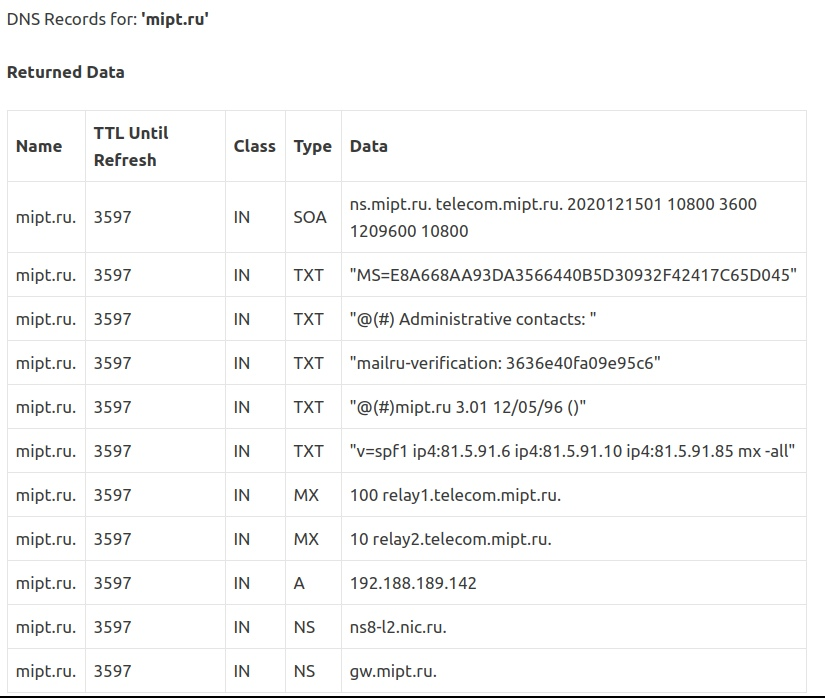 DNS Records for: 'mipt.ru'
Returned Data
Name TTL Until Refresh Class Type Data
mipt.ru. 3597 IN SOA ns.mipt.ru. telecom.mipt.ru. 2020121501 10800 3600 1209600 10800
mipt.ru. 3597 IN TXT "MS=E8A668AA93DA3566440B5D30932F42417C65D045"
mipt.ru. 3597 IN TXT "@(#) Administrative contacts: "
mipt.ru. 3597 IN TXT "mailru-verification: 3636e40fa09e95c6"
mipt.ru. 3597 IN TXT "@(#)mipt.ru 3.01 12/05/96 ()"
mipt.ru. 3597 IN TXT "v=spf1 ip4:81.5.91.6 ip4:81.5.91.10 ip4:81.5.91.85 mx -all"
mipt.ru. 3597 IN MX 100 relay1.telecom.mipt.ru.
mipt.ru. 3597 IN MX 10 relay2.telecom.mipt.ru.
mipt.ru. 3597 IN A 192.188.189.142
mipt.ru. 3597 IN NS ns8-l2.nic.ru.
mipt.ru. 3597 IN NS gw.mipt.ru.